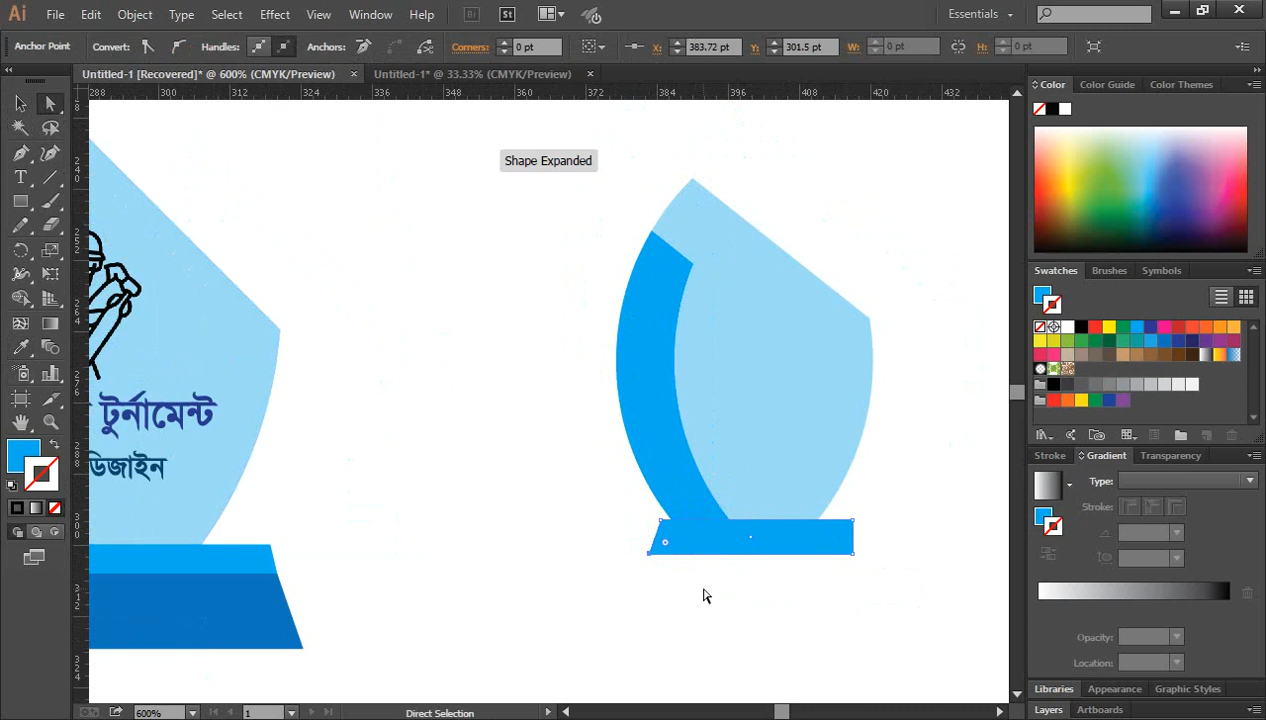 Ai File Edit Object Type Select Effect View Window Help Br St Essentials
Anchor Point Convert: Handles: Anchors: Corners: 0 pt X: 383.72 pt Y: 301.5 pt W: 0 pt H: 0 pt
Untitled-1 [Recovered]* @ 600% (CMYK/Preview) × Untitled-1* @ 33.33% (CMYK/Preview) ×
Color Color Guide Color Themes
288 300 312 324 336 348 360 372 384 396 408 420 432
Shape Expanded
Swatches Brushes Symbols
টুর্নামেন্ট
ডিজাইন
Stroke Gradient Transparency
Type:
Stroke:
Opacity:
Location:
Libraries Appearance Graphic Styles
Layers Artboards
600% 1 Direct Selection